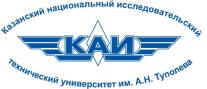 Казанский национальный исследовательский
КАИ
технический университет им. А.Н. Туполева